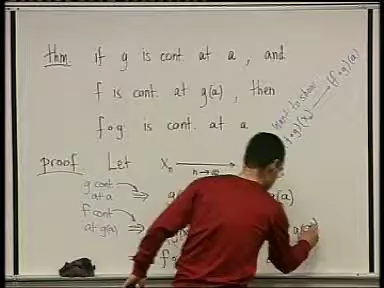 thm. if g is cont. at a, and
f is cont. at g(a), then
f∘g is cont. at a
want to show
f∘g)(xₙ) → (f∘g)(a)
proof Let xₙ →
n→∞
g cont
at a ⇒ g(a)
f cont
at g(a) ⇒